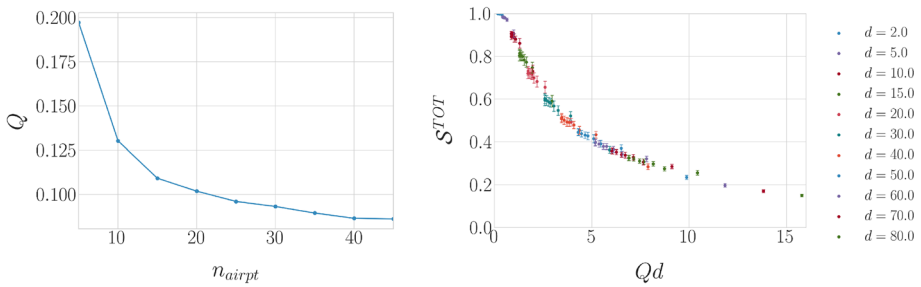 0.200
0.175
0.150
0.125
0.100
Q
10
20
30
40
n_{airpt}
1.0
0.8
0.6
0.4
0.2
0.0
S^{TOT}
0
5
10
15
Qd
d = 2.0
d = 5.0
d = 10.0
d = 15.0
d = 20.0
d = 30.0
d = 40.0
d = 50.0
d = 60.0
d = 70.0
d = 80.0